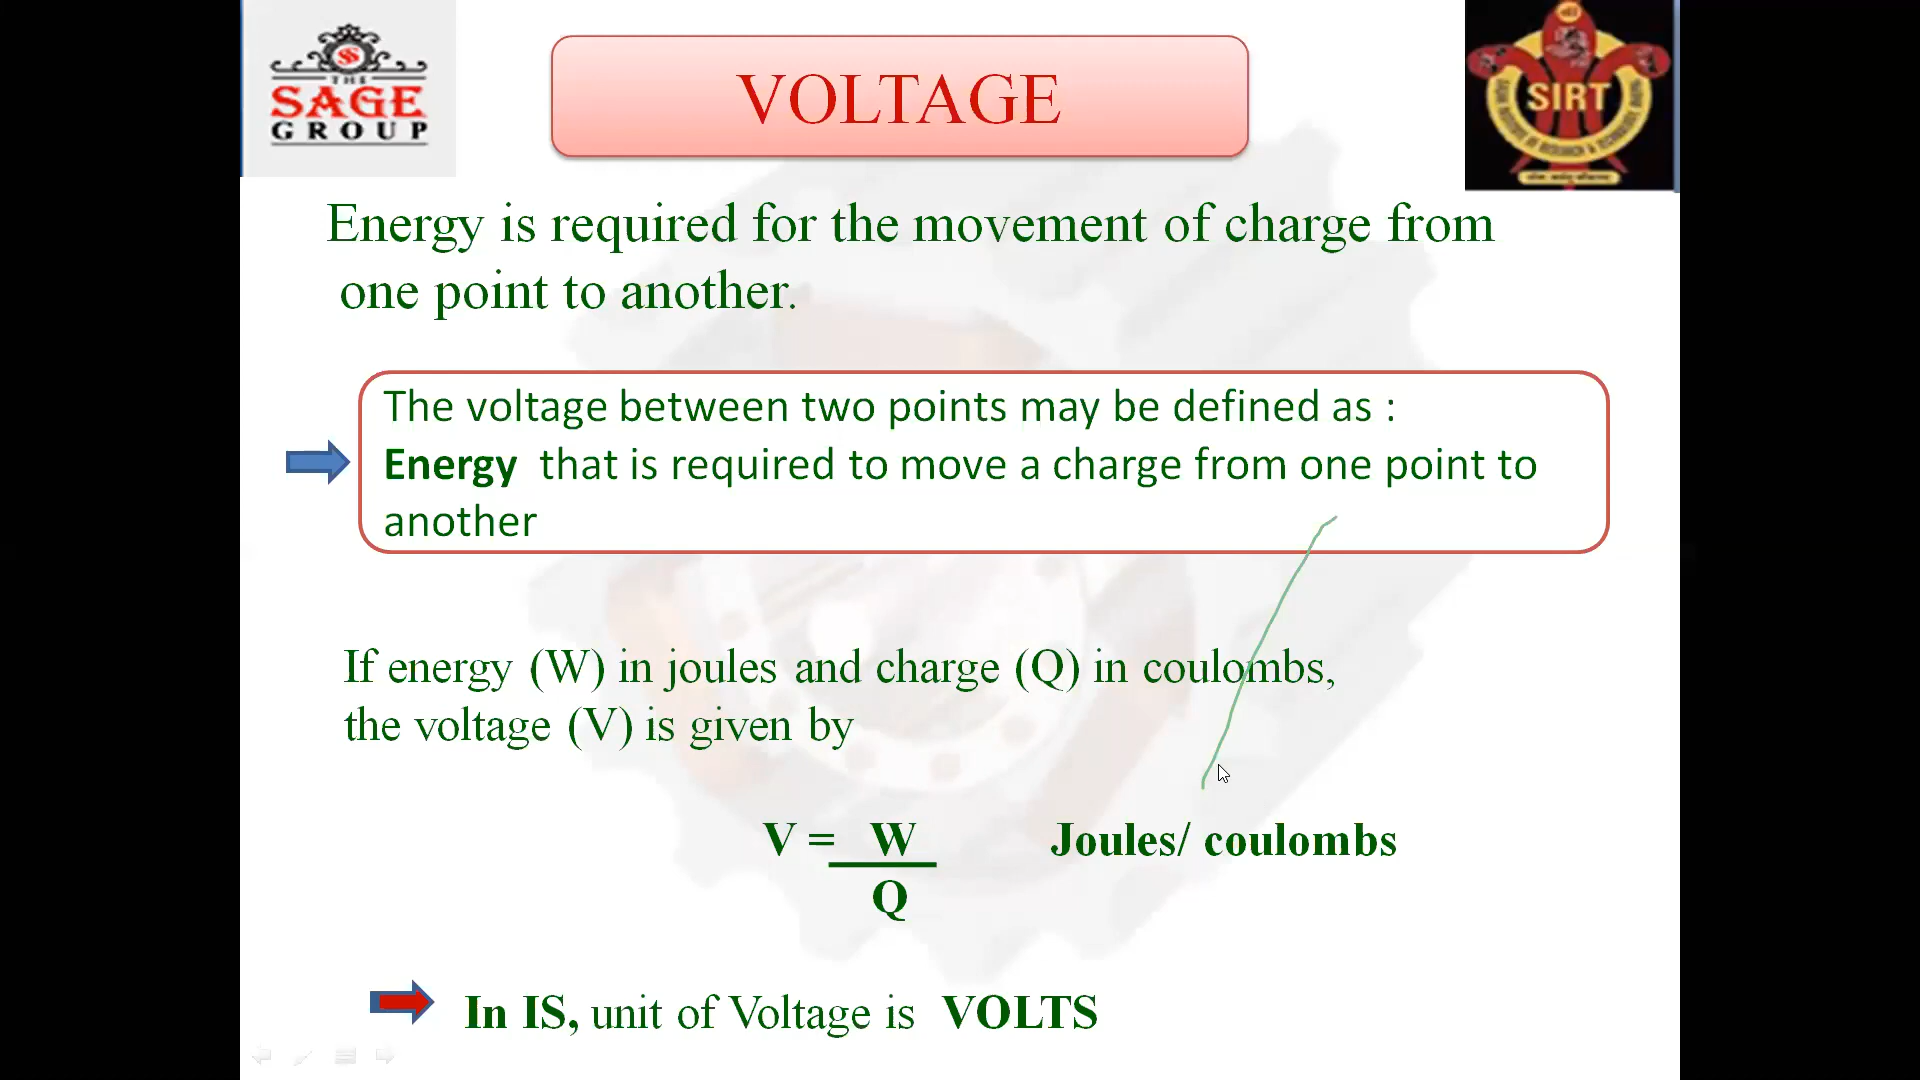 THE
SAGE
GROUP
VOLTAGE
SIRT
Energy is required for the movement of charge from
one point to another.
The voltage between two points may be defined as :
Energy that is required to move a charge from one point to
another
If energy (W) in joules and charge (Q) in coulombs,
the voltage (V) is given by
V = W Joules/ coulombs
Q
In IS, unit of Voltage is VOLTS